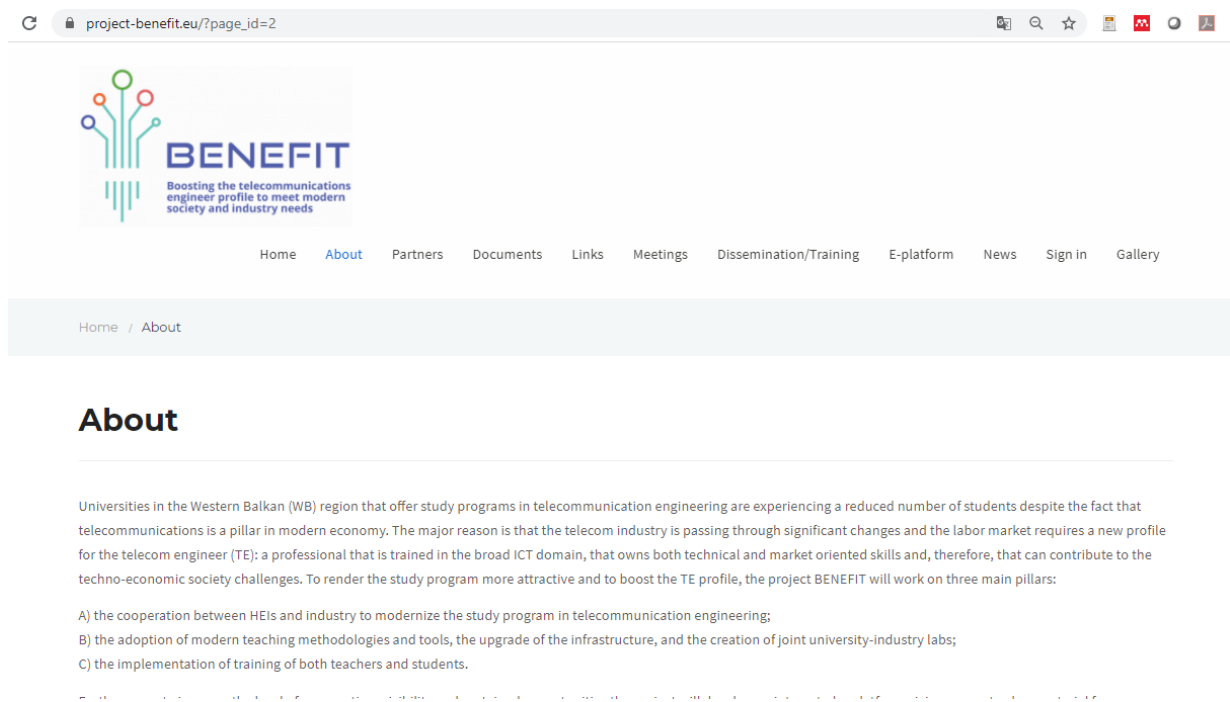 project-benefit.eu/?page_id=2
BENEFIT
Boosting the telecommunications
engineer profile to meet modern
society and industry needs
Home About Partners Documents Links Meetings Dissemination/Training E-platform News Sign in Gallery
Home / About
About
Universities in the Western Balkan (WB) region that offer study programs in telecommunication engineering are experiencing a reduced number of students despite the fact that
telecommunications is a pillar in modern economy. The major reason is that the telecom industry is passing through significant changes and the labor market requires a new profile
for the telecom engineer (TE): a professional that is trained in the broad ICT domain, that owns both technical and market oriented skills and, therefore, that can contribute to the
techno-economic society challenges. To render the study program more attractive and to boost the TE profile, the project BENEFIT will work on three main pillars:
A) the cooperation between HEIs and industry to modernize the study program in telecommunication engineering;
B) the adoption of modern teaching methodologies and tools, the upgrade of the infrastructure, and the creation of joint university-industry labs;
C) the implementation of training of both teachers and students.